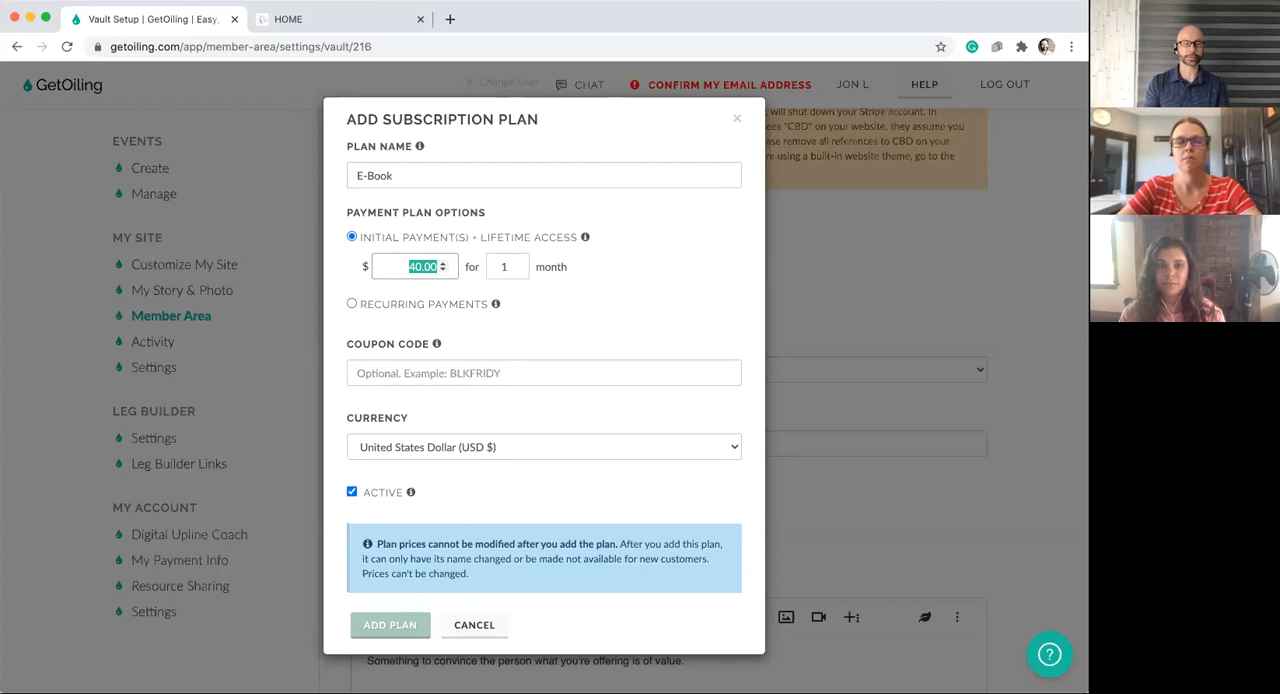 Vault Setup | GetOiling | Easy,
HOME
getoiling.com/app/member-area/settings/vault/216
GetOiling
Change User
CHAT
CONFIRM MY EMAIL ADDRESS
JON L
HELP
LOG OUT
EVENTS
Create
Manage
MY SITE
Customize My Site
My Story & Photo
Member Area
Activity
Settings
LEG BUILDER
Settings
Leg Builder Links
MY ACCOUNT
Digital Upline Coach
My Payment Info
Resource Sharing
Settings
will shut down your Stripe account. In
ees "CBD" on your website, they assume you
se remove all references to CBD on your
re using a built-in website theme, go to the
ADD SUBSCRIPTION PLAN
PLAN NAME
E-Book
PAYMENT PLAN OPTIONS
INITIAL PAYMENT(S) + LIFETIME ACCESS
$ 40.00 for 1 month
RECURRING PAYMENTS
COUPON CODE
Optional. Example: BLKFRIDY
CURRENCY
United States Dollar (USD $)
ACTIVE
Plan prices cannot be modified after you add the plan. After you add this plan,
it can only have its name changed or be made not available for new customers.
Prices can't be changed.
ADD PLAN
CANCEL
Something to convince the person what you're offering is of value.